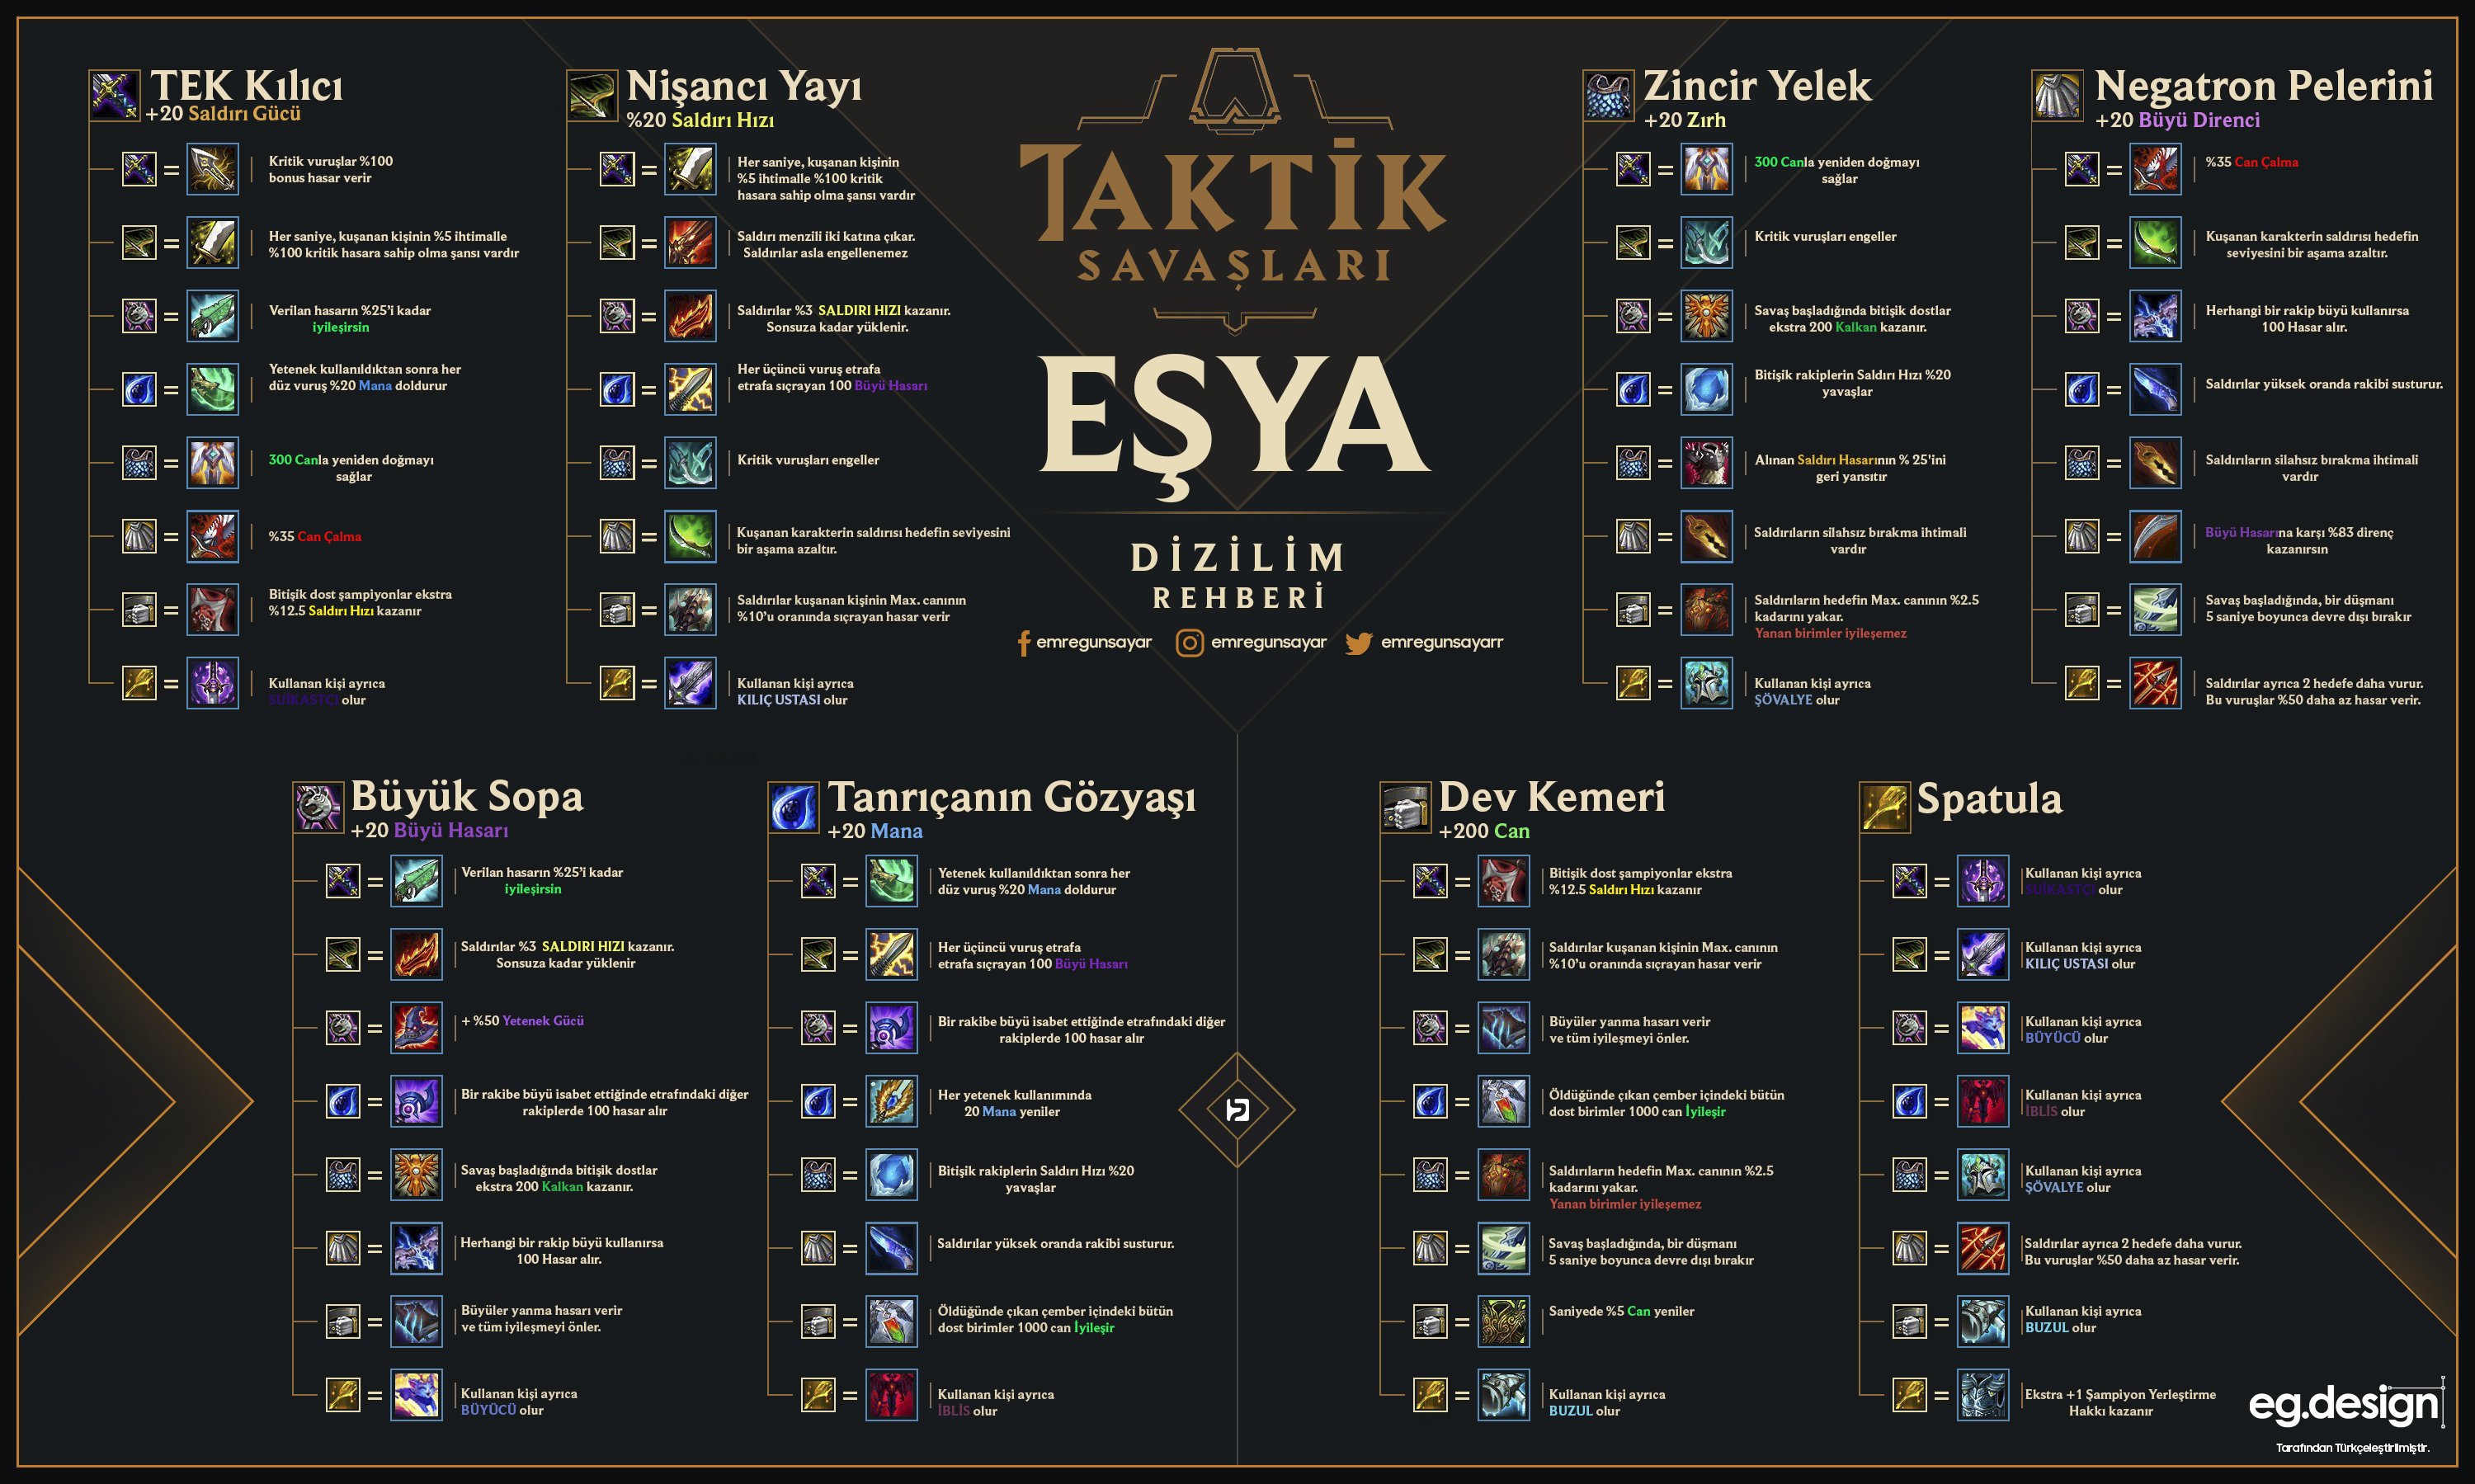 TEK Kılıcı
+20 Saldırı Gücü
Kritik vuruşlar %100
bonus hasar verir
Her saniye, kuşanan kişinin %5 ihtimalle
%100 kritik hasara sahip olma şansı vardır
Verilan hasarın %25'i kadar
iyileşirsin
Yetenek kullanıldıktan sonra her
düz vuruş %20 Mana doldurur
300 Canla yeniden doğmayı
sağlar
%35 Can Çalma
Bitişik dost şampiyonlar ekstra
%12.5 Saldırı Hızı kazanır
Kullanan kişi ayrıca
SUİKASTÇI olur
Nişancı Yayı
%20 Saldırı Hızı
Her saniye, kuşanan kişinin
%5 ihtimalle %100 kritik
hasara sahip olma şansı vardır
Saldırı menzili iki katına çıkar.
Saldırılar asla engellenemez
Saldırılar %3 SALDIRI HIZI kazanır.
Sonsuza kadar yüklenir.
Her üçüncü vuruş etrafa
etrafa sıçrayan 100 Büyü Hasarı
Kritik vuruşları engeller
Kuşanan karakterin saldırısı hedefin seviyesini
bir aşama azaltır.
Saldırılar kuşanan kişinin Max. canının
%10'u oranında sıçrayan hasar verir
Kullanan kişi ayrıca
KILIÇ USTASI olur
TAKTİK
SAVAŞLARI
EŞYA
DİZİLİM
REHBERİ
emregunsayar emregunsayar emregunsayarr
Zincir Yelek
+20 Zırh
300 Canla yeniden doğmayı
sağlar
Kritik vuruşları engeller
Savaş başladığında bitişik dostlar
ekstra 200 Kalkan kazanır.
Bitişik rakiplerin Saldırı Hızı %20
yavaşlar
Alınan Saldırı Hasarının % 25'ini
geri yansıtır
Saldırıların silahsız bırakma ihtimali
vardır
Saldırıların hedefin Max. canının %2.5
kadarını yakar.
Yanan birimler iyileşemez
Kullanan kişi ayrıca
ŞÖVALYE olur
Negatron Pelerini
+20 Büyü Direnci
%35 Can Çalma
Kuşanan karakterin saldırısı hedefin
seviyesini bir aşama azaltır.
Herhangi bir rakip büyü kullanırsa
100 Hasar alır.
Saldırılar yüksek oranda rakibi susturur.
Saldırıların silahsız bırakma ihtimali
vardır
Büyü Hasarına karşı %83 direnç
kazanırsın
Savaş başladığında, bir düşmanı
5 saniye boyunca devre dışı bırakır
Saldırılar ayrıca 2 hedefe daha vurur.
Bu vuruşlar %50 daha az hasar verir.
Büyük Sopa
+20 Büyü Hasarı
Verilan hasarın %25'i kadar
iyileşirsin
Saldırılar %3 SALDIRI HIZI kazanır.
Sonsuza kadar yüklenir
+ %50 Yetenek Gücü
Bir rakibe büyü isabet ettiğinde etrafındaki diğer
rakiplerde 100 hasar alır
Savaş başladığında bitişik dostlar
ekstra 200 Kalkan kazanır.
Herhangi bir rakip büyü kullanırsa
100 Hasar alır.
Büyüler yanma hasarı verir
ve tüm iyileşmeyi önler.
Kullanan kişi ayrıca
BÜYÜCÜ olur
Tanrıçanın Gözyaşı
+20 Mana
Yetenek kullanıldıktan sonra her
düz vuruş %20 Mana doldurur
Her üçüncü vuruş etrafa
etrafa sıçrayan 100 Büyü Hasarı
Bir rakibe büyü isabet ettiğinde etrafındaki diğer
rakiplerde 100 hasar alır
Her yetenek kullanımında
20 Mana yeniler
Bitişik rakiplerin Saldırı Hızı %20
yavaşlar
Saldırılar yüksek oranda rakibi susturur.
Öldüğünde çıkan çember içindeki bütün
dost birimler 1000 can İyileşir
Kullanan kişi ayrıca
İBLİS olur
Dev Kemeri
+200 Can
Bitişik dost şampiyonlar ekstra
%12.5 Saldırı Hızı kazanır
Saldırılar kuşanan kişinin Max. canının
%10'u oranında sıçrayan hasar verir
Büyüler yanma hasarı verir
ve tüm iyileşmeyi önler.
Öldüğünde çıkan çember içindeki bütün
dost birimler 1000 can İyileşir
Saldırıların hedefin Max. canının %2.5
kadarını yakar.
Yanan birimler iyileşemez
Savaş başladığında, bir düşmanı
5 saniye boyunca devre dışı bırakır
Saniyede %5 Can yeniler
Kullanan kişi ayrıca
BUZUL olur
Spatula
Kullanan kişi ayrıca
SUİKASTÇI olur
Kullanan kişi ayrıca
KILIÇ USTASI olur
Kullanan kişi ayrıca
BÜYÜCÜ olur
Kullanan kişi ayrıca
İBLİS olur
Kullanan kişi ayrıca
ŞÖVALYE olur
Saldırılar ayrıca 2 hedefe daha vurur.
Bu vuruşlar %50 daha az hasar verir.
Kullanan kişi ayrıca
BUZUL olur
Ekstra +1 Şampiyon Yerleştirme
Hakkı kazanır
eg.design
Tarafından Türkçeleştirilmiştir.